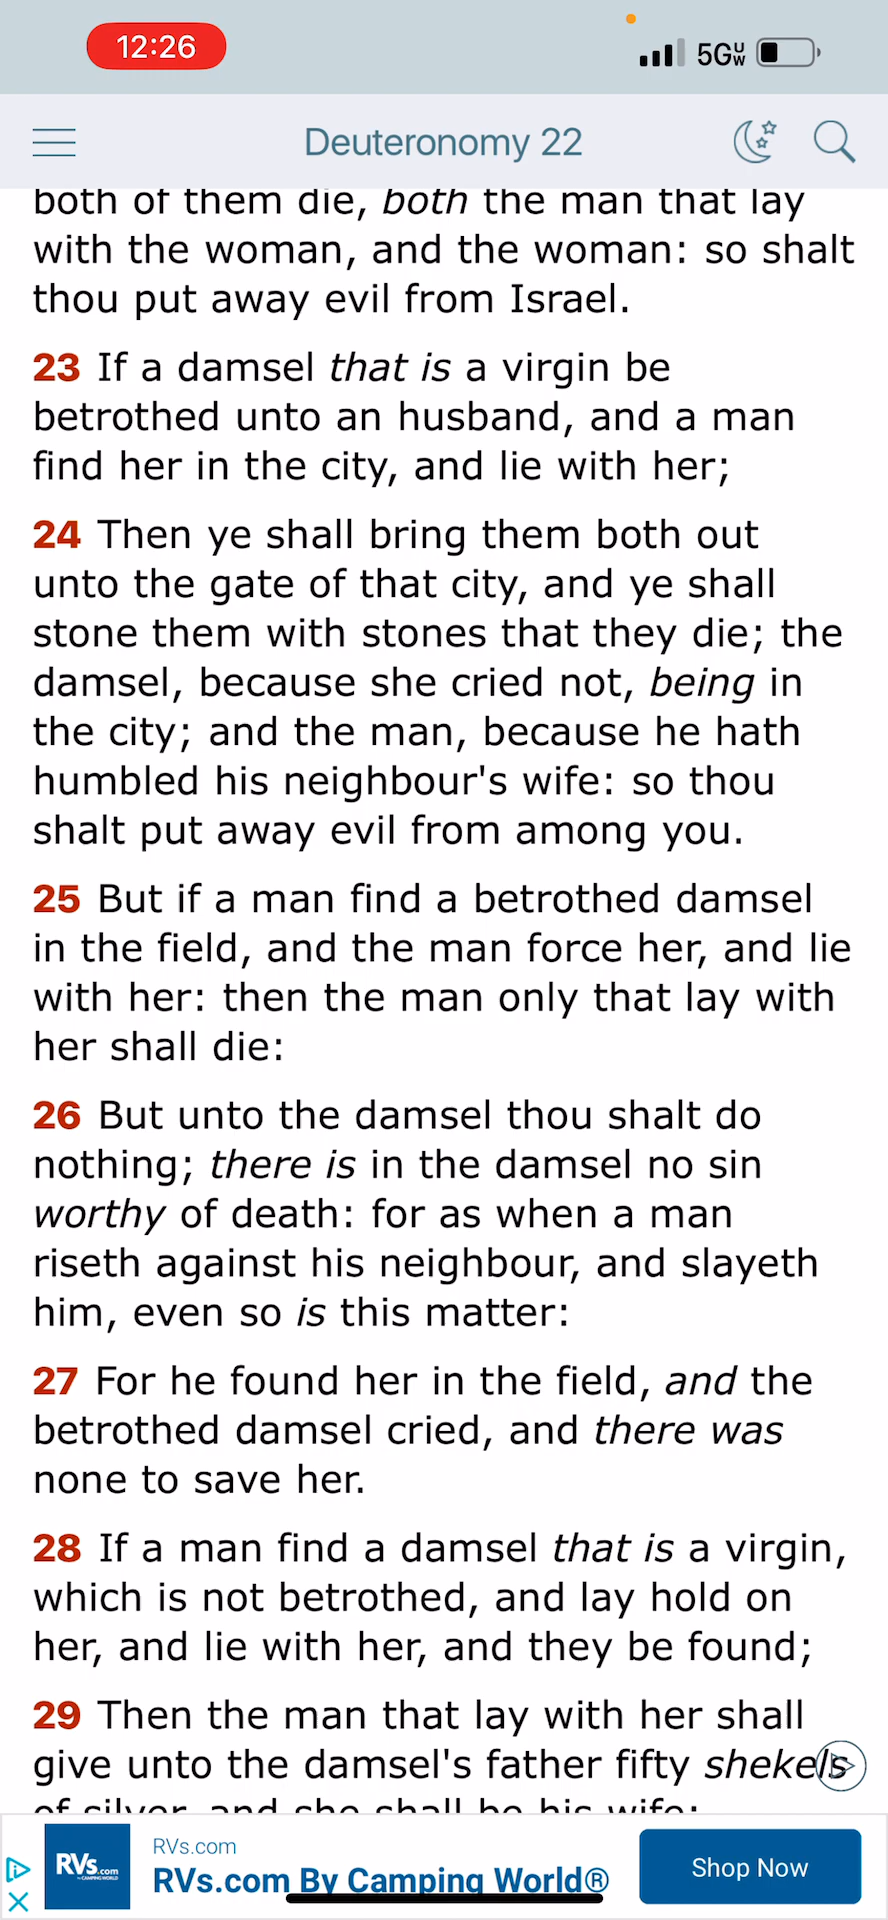 12:26
5GUW
Deuteronomy 22
both of them die, both the man that lay
with the woman, and the woman: so shalt
thou put away evil from Israel.
23 If a damsel that is a virgin be
betrothed unto an husband, and a man
find her in the city, and lie with her;
24 Then ye shall bring them both out
unto the gate of that city, and ye shall
stone them with stones that they die; the
damsel, because she cried not, being in
the city; and the man, because he hath
humbled his neighbour's wife: so thou
shalt put away evil from among you.
25 But if a man find a betrothed damsel
in the field, and the man force her, and lie
with her: then the man only that lay with
her shall die:
26 But unto the damsel thou shalt do
nothing; there is in the damsel no sin
worthy of death: for as when a man
riseth against his neighbour, and slayeth
him, even so is this matter:
27 For he found her in the field, and the
betrothed damsel cried, and there was
none to save her.
28 If a man find a damsel that is a virgin,
which is not betrothed, and lay hold on
her, and lie with her, and they be found;
29 Then the man that lay with her shall
give unto the damsel's father fifty shekels
of silver, and she shall be his wife;
RVs.com
CAMPING WORLD
RVs.com
RVs.com By Camping World®
Shop Now